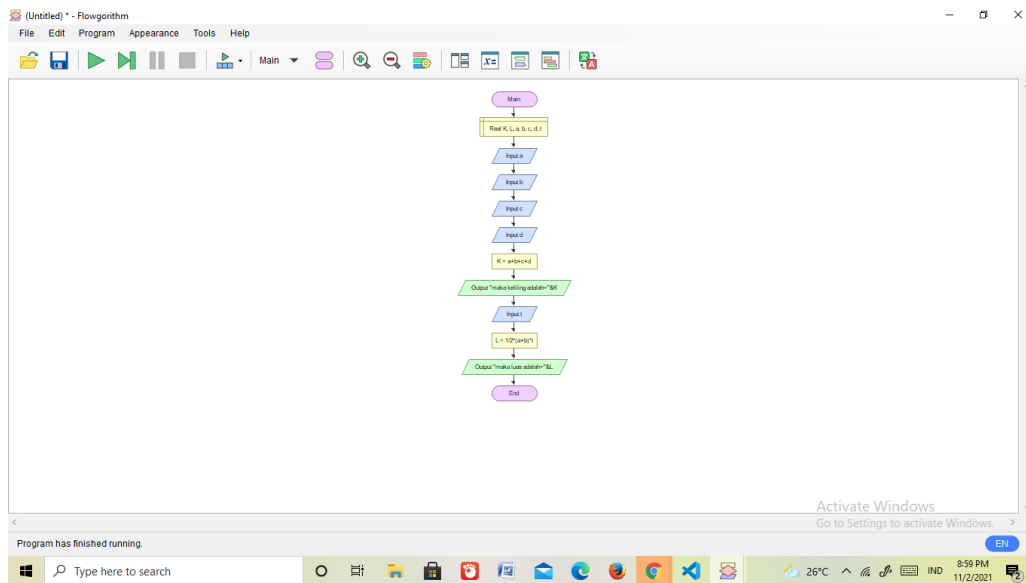 (Untitled) * - Flowgorithm
File Edit Program Appearance Tools Help
Main
Main
Real K, L, a, b, c, d, t
Input a
Input b
Input c
Input d
K = a+b+c+d
Output "maka keliling adalah="&K
Input t
L = 1/2*(a+b)*t
Output "maka luas adalah="&L
End
Activate Windows
Go to Settings to activate Windows.
Program has finished running.
EN
Type here to search
26°C
IND
8:59 PM
11/2/2021
2